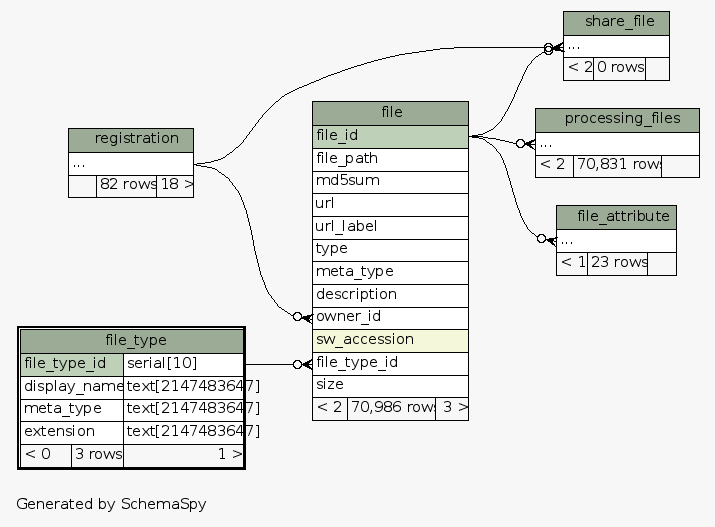 share_file
...
< 2 0 rows
file
file_id
file_path
md5sum
url
url_label
type
meta_type
description
owner_id
sw_accession
file_type_id
size
< 2 70,986 rows 3 >
processing_files
...
< 2 70,831 rows
registration
...
82 rows 18 >
file_attribute
...
< 1 23 rows
file_type
file_type_id serial[10]
display_name text[2147483647]
meta_type text[2147483647]
extension text[2147483647]
< 0 3 rows 1 >
Generated by SchemaSpy